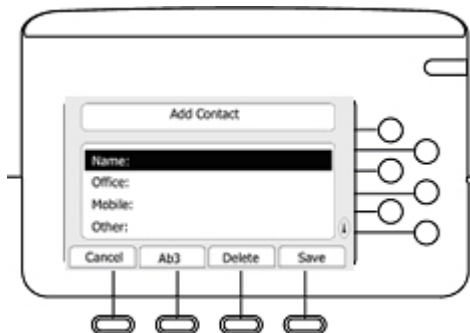 Add Contact
Name:
Office:
Mobile:
Other:
Cancel Ab3 Delete Save